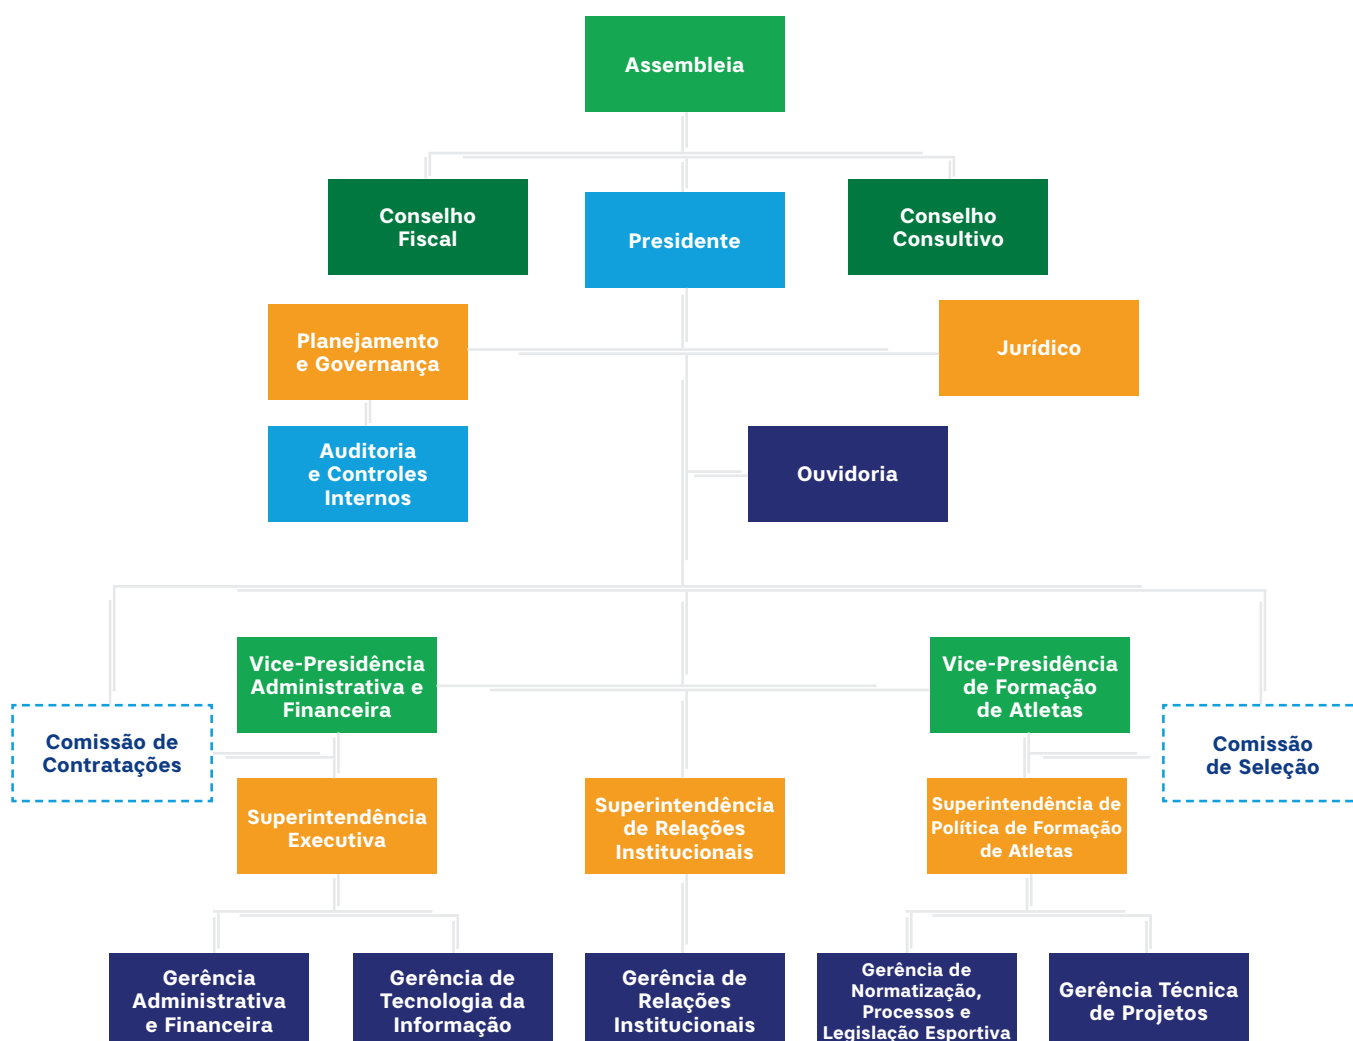 Assembleia
Conselho
Fiscal
Presidente
Conselho
Consultivo
Planejamento
e Governança
Jurídico
Auditoria
e Controles
Internos
Ouvidoria
Vice-Presidência
Administrativa e
Financeira
Vice-Presidência
de Formação
de Atletas
Comissão de
Contratações
Comissão
de Seleção
Superintendência
Executiva
Superintendência
de Relações
Institucionais
Superintendência de
Política de Formação
de Atletas
Gerência
Administrativa
e Financeira
Gerência de
Tecnologia da
Informação
Gerência de
Relações
Institucionais
Gerência de
Normatização,
Processos e
Legislação Esportiva
Gerência Técnica
de Projetos